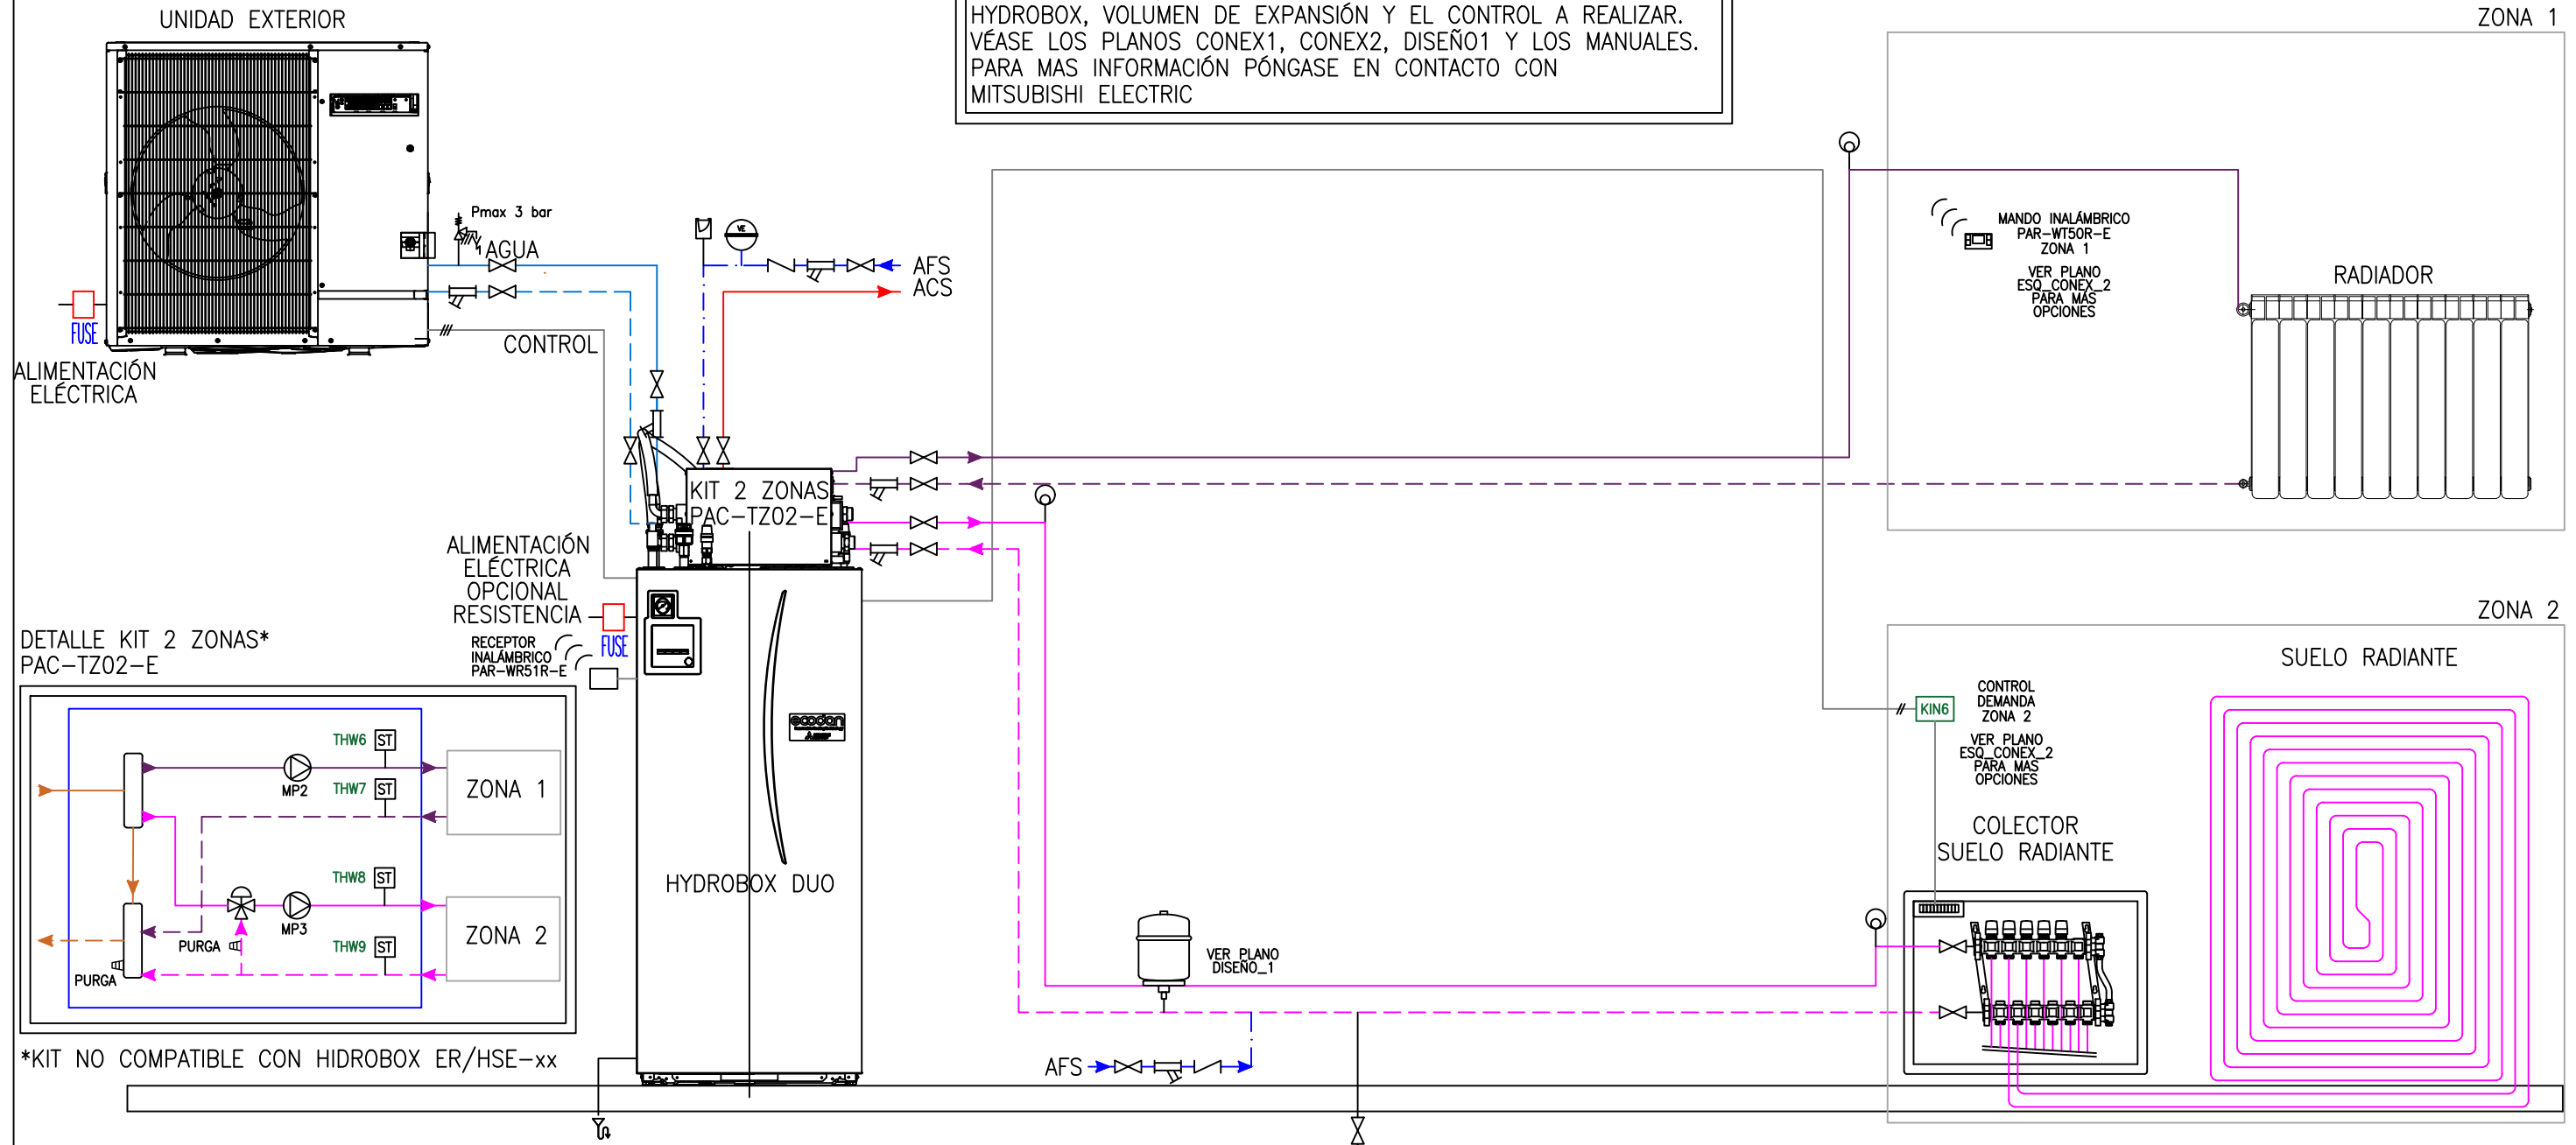 UNIDAD EXTERIOR
HYDROBOX, VOLUMEN DE EXPANSIÓN Y EL CONTROL A REALIZAR.
VÉASE LOS PLANOS CONEX1, CONEX2, DISEÑO1 Y LOS MANUALES.
PARA MAS INFORMACIÓN PÓNGASE EN CONTACTO CON
MITSUBISHI ELECTRIC
ZONA 1
Pmax 3 bar
AGUA
VE
AFS
ACS
FUSE
CONTROL
ALIMENTACIÓN
ELÉCTRICA
MANDO INALÁMBRICO
PAR-WT50R-E
ZONA 1
VER PLANO
ESQ_CONEX_2
PARA MÁS
OPCIONES
RADIADOR
KIT 2 ZONAS
PAC-TZ02-E
ALIMENTACIÓN
ELÉCTRICA
OPCIONAL
RESISTENCIA
FUSE
RECEPTOR
INALÁMBRICO
PAR-WR51R-E
ecodan
HYDROBOX DUO
DETALLE KIT 2 ZONAS*
PAC-TZ02-E
THW6 ST
MP2
THW7 ST
ZONA 1
THW8 ST
MP3
PURGA
THW9 ST
ZONA 2
PURGA
*KIT NO COMPATIBLE CON HIDROBOX ER/HSE-xx
VER PLANO
DISEÑO_1
AFS
ZONA 2
KIN6
CONTROL
DEMANDA
ZONA 2
VER PLANO
ESQ_CONEX_2
PARA MAS
OPCIONES
SUELO RADIANTE
COLECTOR
SUELO RADIANTE